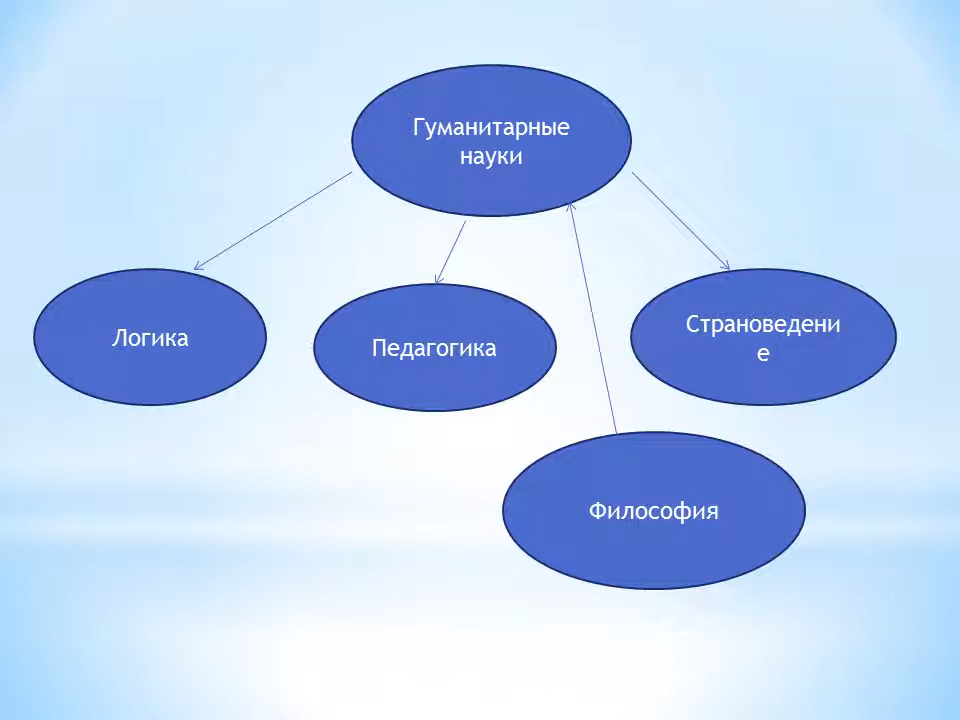 Гуманитарные
науки
Логика
Педагогика
Страноведени
е
Философия